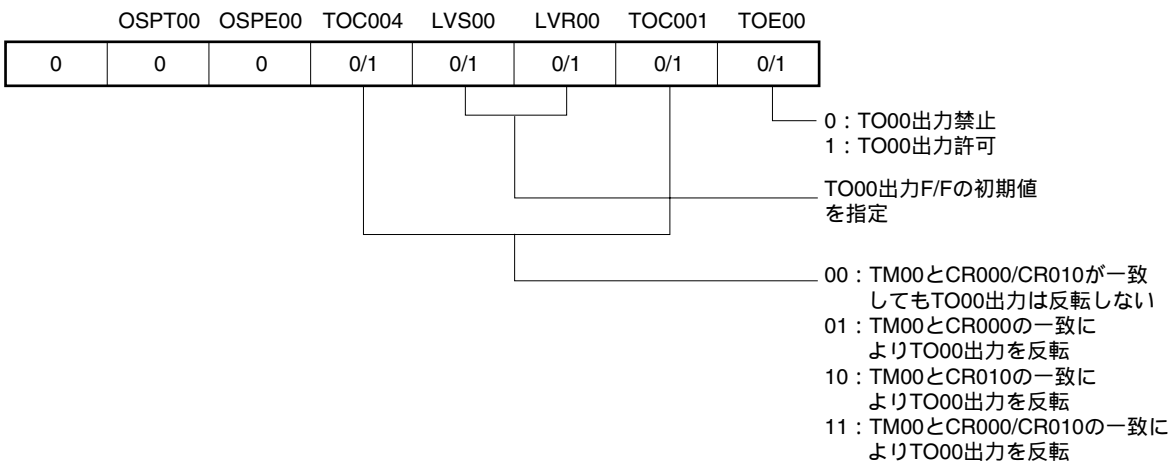 OSPT00 OSPE00 TOC004 LVS00 LVR00 TOC001 TOE00
0 0 0 0/1 0/1 0/1 0/1 0/1
0：TO00出力禁止
1：TO00出力許可
TO00出力F/Fの初期値
を指定
00：TM00とCR000/CR010が一致
してもTO00出力は反転しない
01：TM00とCR000の一致に
よりTO00出力を反転
10：TM00とCR010の一致に
よりTO00出力を反転
11：TM00とCR000/CR010の一致に
よりTO00出力を反転